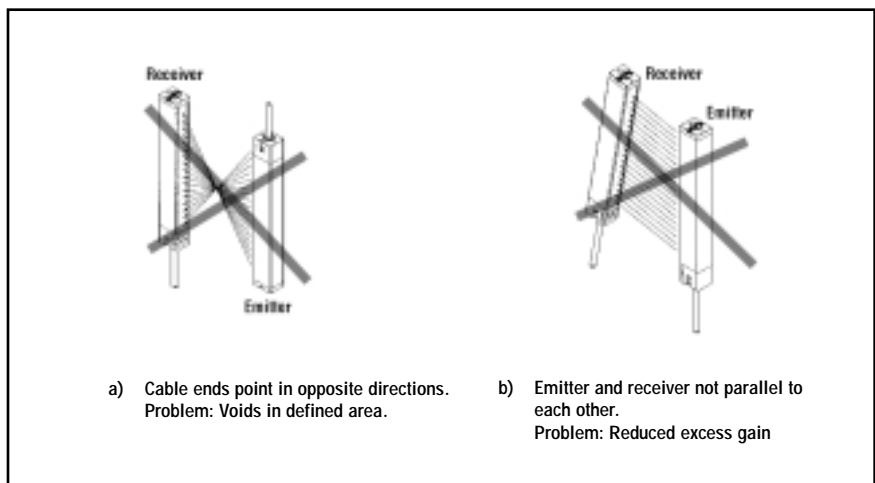 Receiver
Emitter
a) Cable ends point in opposite directions.
Problem: Voids in defined area.
Receiver
Emitter
b) Emitter and receiver not parallel to
each other.
Problem: Reduced excess gain